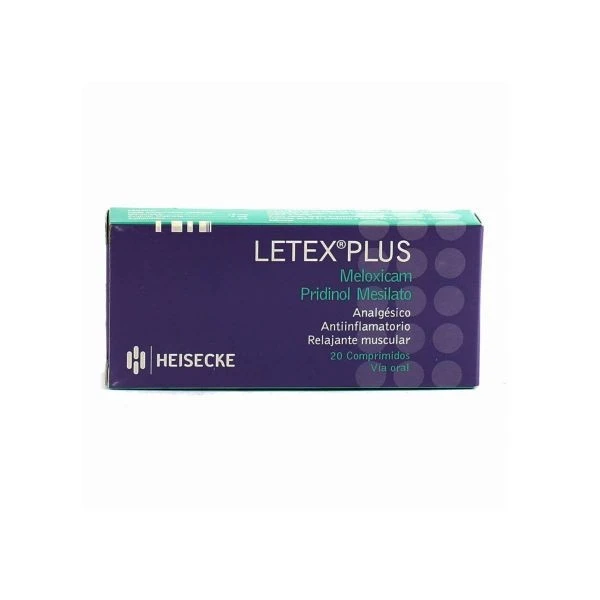 LETEX®PLUS
Meloxicam
Pridinol Mesilato
Analgésico
Antiinflamatorio
Relajante muscular
20 Comprimidos
Vía oral
HEISECKE